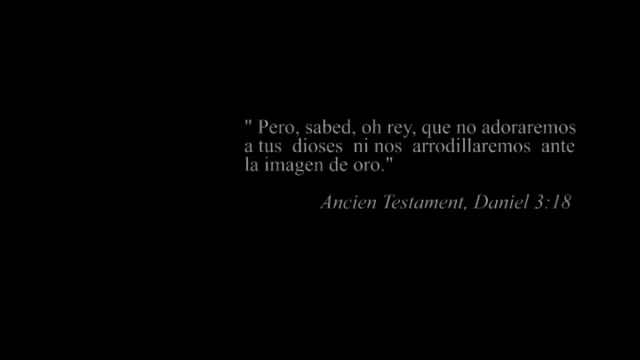 " Pero, sabed, oh rey, que no adoraremos
a tus dioses ni nos arrodillaremos ante
la imagen de oro."
Ancien Testament, Daniel 3:18